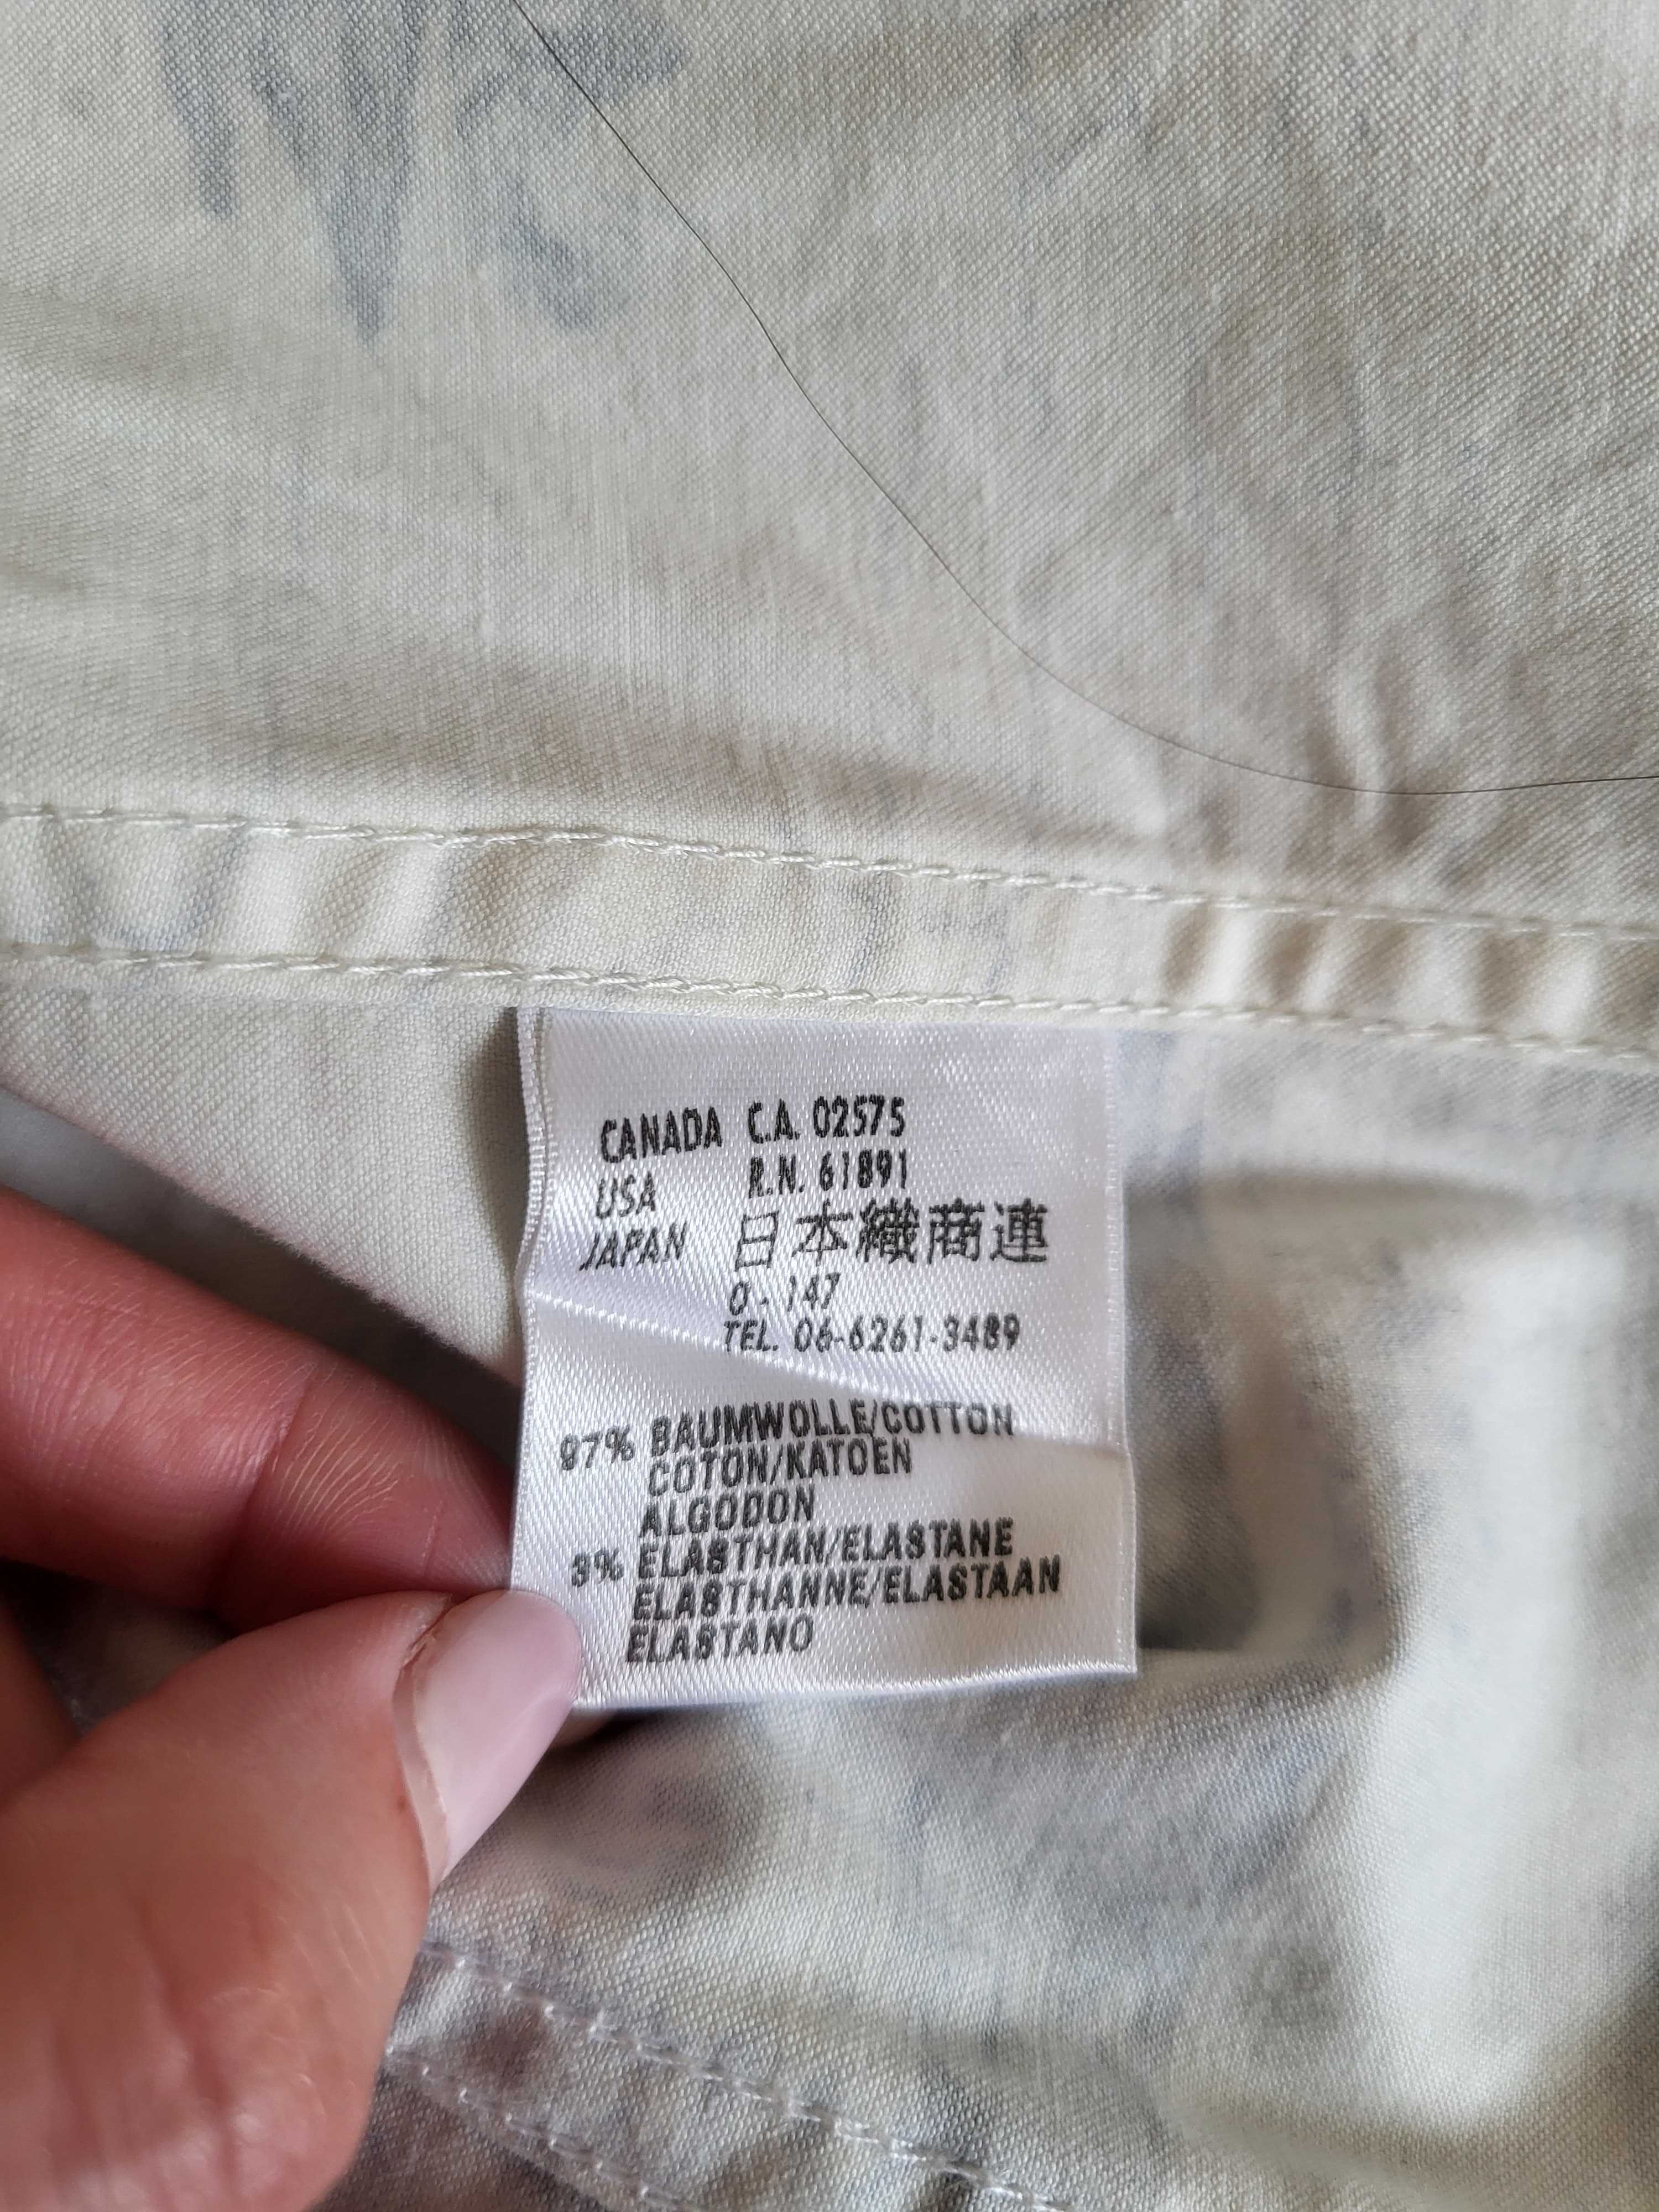 CANADA C.A. 02575
USA R.N. 61891
JAPAN 日本織商連
0 - 147
TEL. 06-6261-3489
97% BAUMWOLLE/COTTON
COTON/KATOEN
ALGODON
3% ELASTHAN/ELASTANE
ELASTHANNE/ELASTAAN
ELASTANO